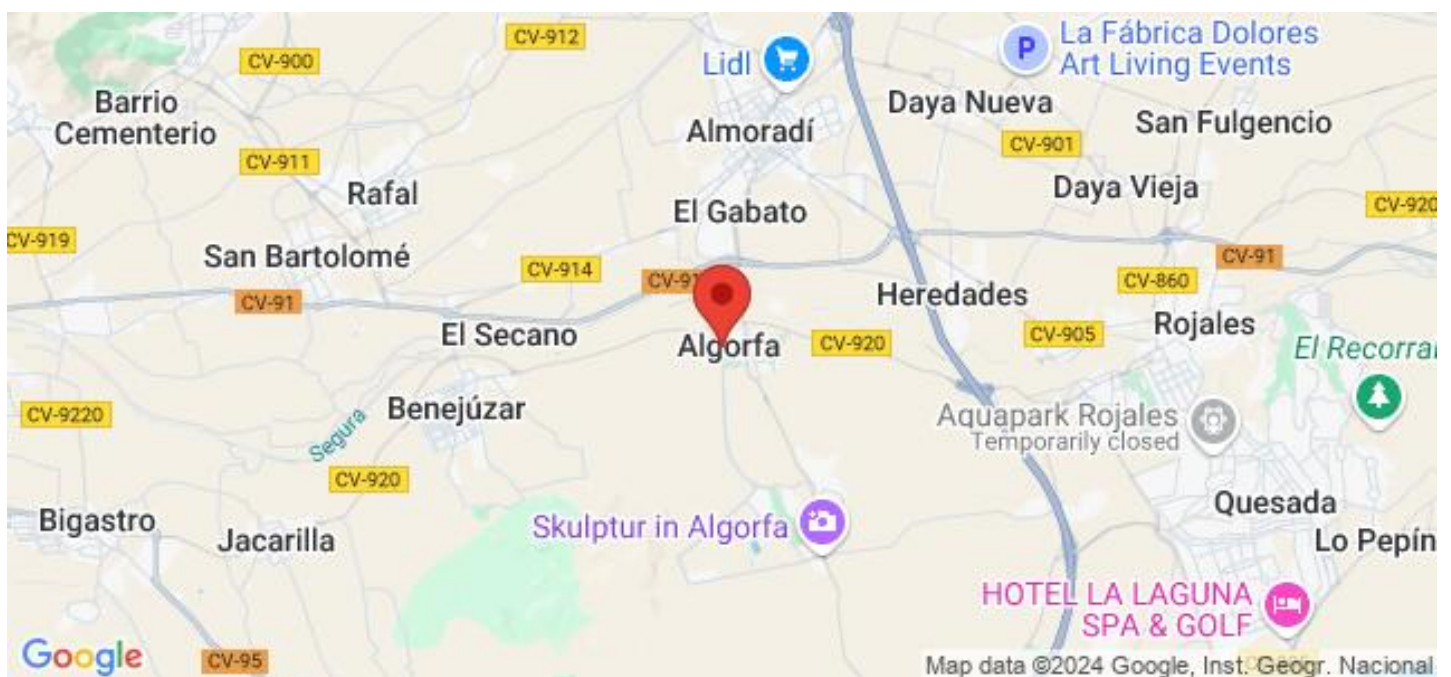 CV-912
La Fábrica Dolores
Art Living Events
P
CV-900
Lidl
Barrio
Cementerio
Daya Nueva
San Fulgencio
Almoradí
CV-901
CV-911
Rafal
Daya Vieja
El Gabato
CV-920
CV-919
San Bartolomé
CV-914
CV-91
CV-91
CV-860
CV-91
Heredades
El Secano
Algorfa
CV-920
CV-905
Rojales
El Recorral
CV-9220
Benejúzar
Segura
Aquapark Rojales
Temporarily closed
CV-920
Bigastro
Jacarilla
Skulptur in Algorfa
Quesada
Lo Pepín
HOTEL LA LAGUNA
SPA & GOLF
Google
CV-95
Map data ©2024 Google, Inst. Geogr. Nacional